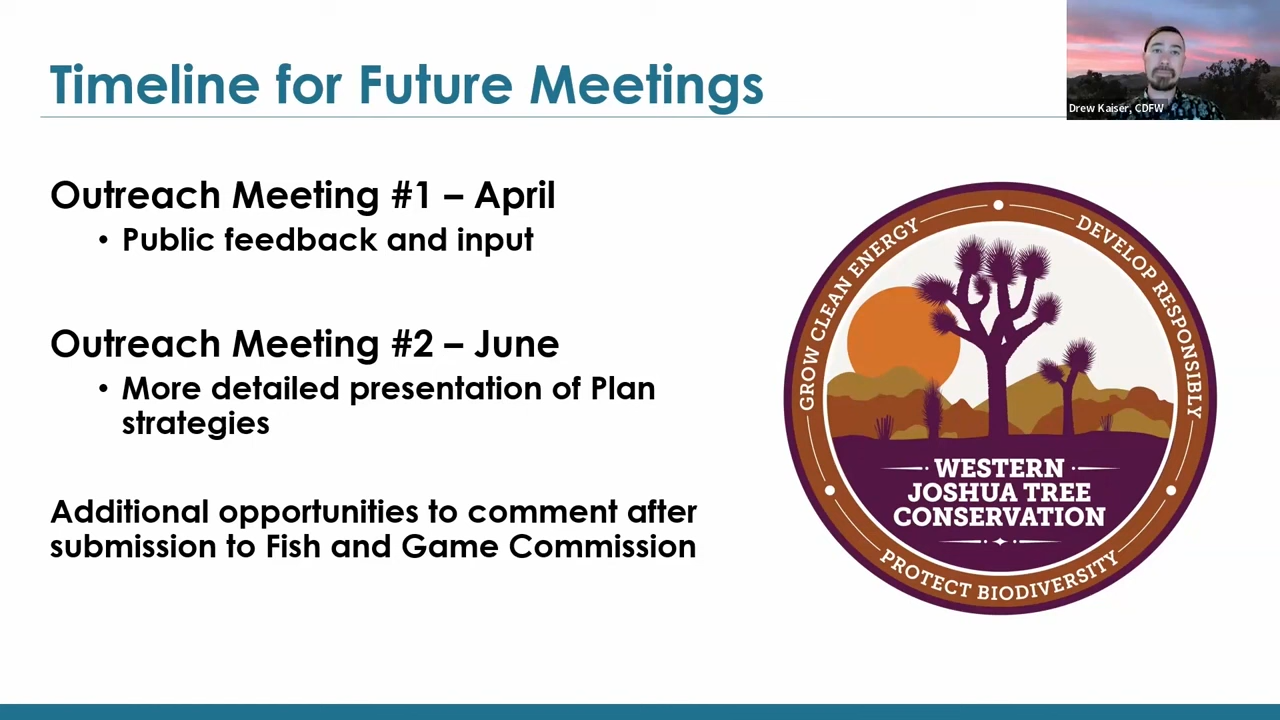 Timeline for Future Meetings
Drew Kaiser, CDFW
Outreach Meeting #1 – April
• Public feedback and input
Outreach Meeting #2 – June
• More detailed presentation of Plan
strategies
Additional opportunities to comment after
submission to Fish and Game Commission
GROW CLEAN ENERGY
DEVELOP RESPONSIBLY
WESTERN
JOSHUA TREE
CONSERVATION
PROTECT BIODIVERSITY